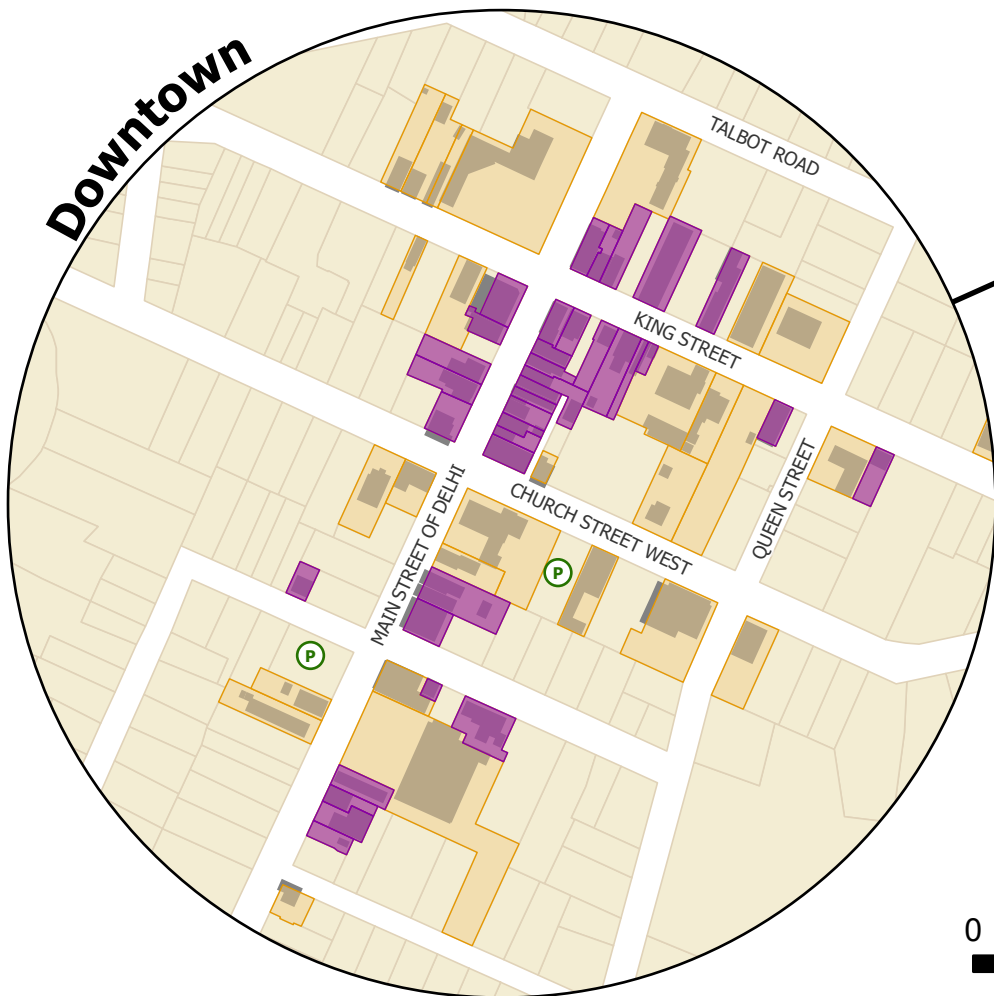 Downtown
TALBOT ROAD
KING STREET
QUEEN STREET
MAIN STREET OF DELHI
CHURCH STREET WEST
P
P
0